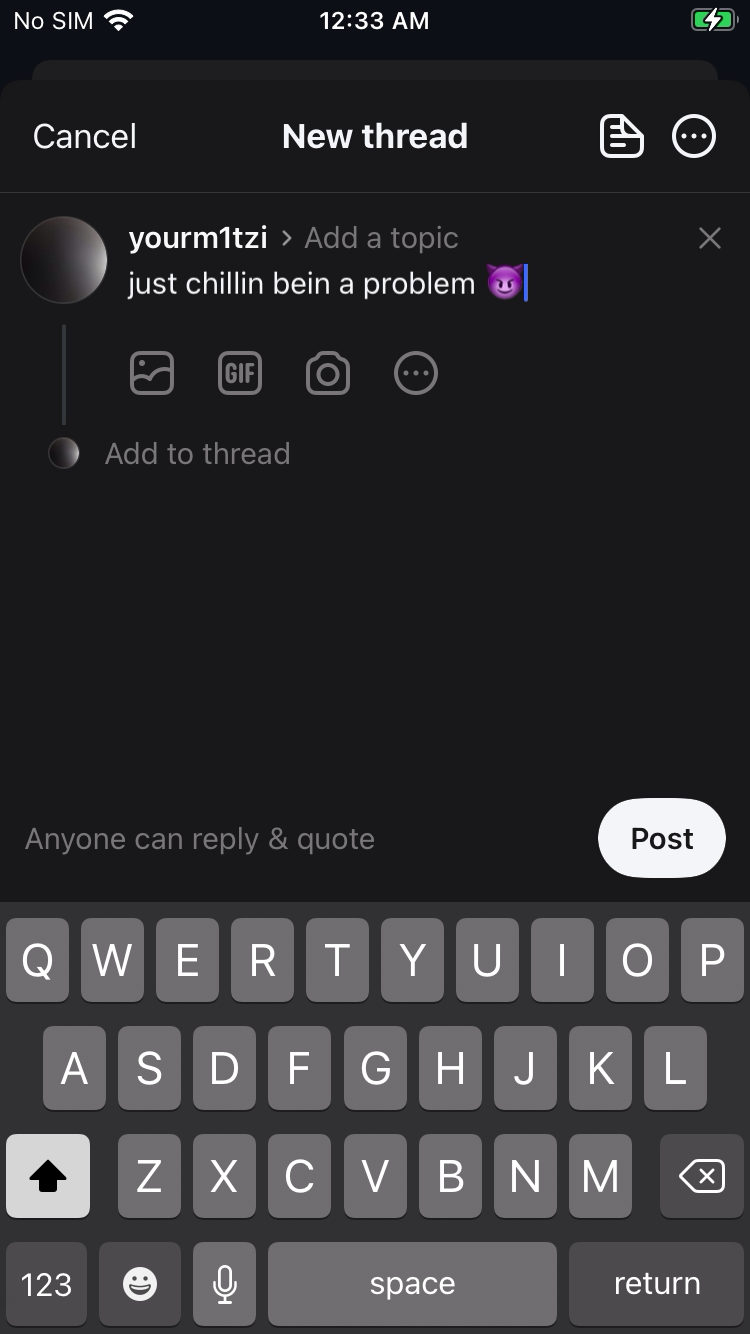 No SIM 12:33 AM
Cancel New thread
yourm1tzi > Add a topic
just chillin bein a problem 😈
GIF
Add to thread
Anyone can reply & quote Post
Q W E R T Y U I O P
A S D F G H J K L
Z X C V B N M
123 space return